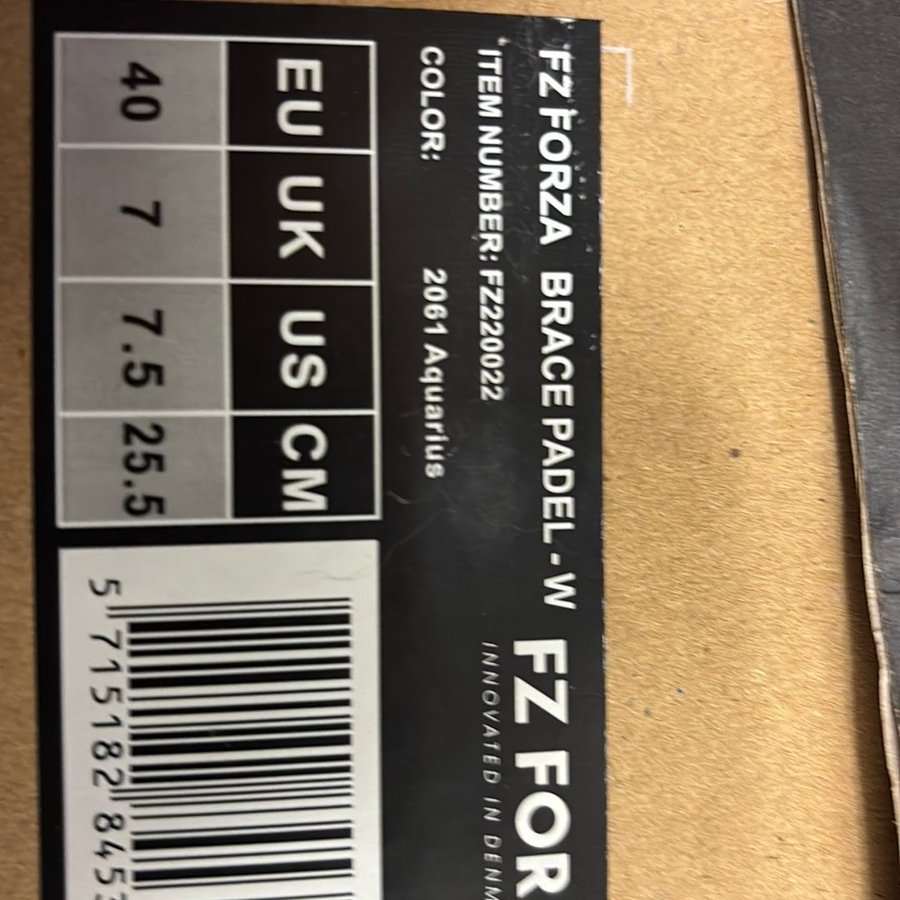 FZ FORZA BRACE PADEL - W
ITEM NUMBER: FZ220022
COLOR: 2061 Aquarius
EU UK US CM
40 7 7.5 25.5
FZ FOR
INNOVATED IN DENM
5 715182 8453